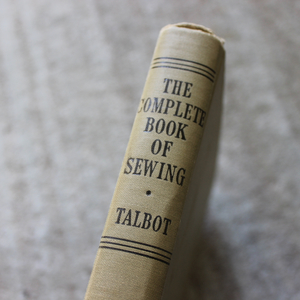 THE
COMPLETE
BOOK
OF
SEWING
•
TALBOT